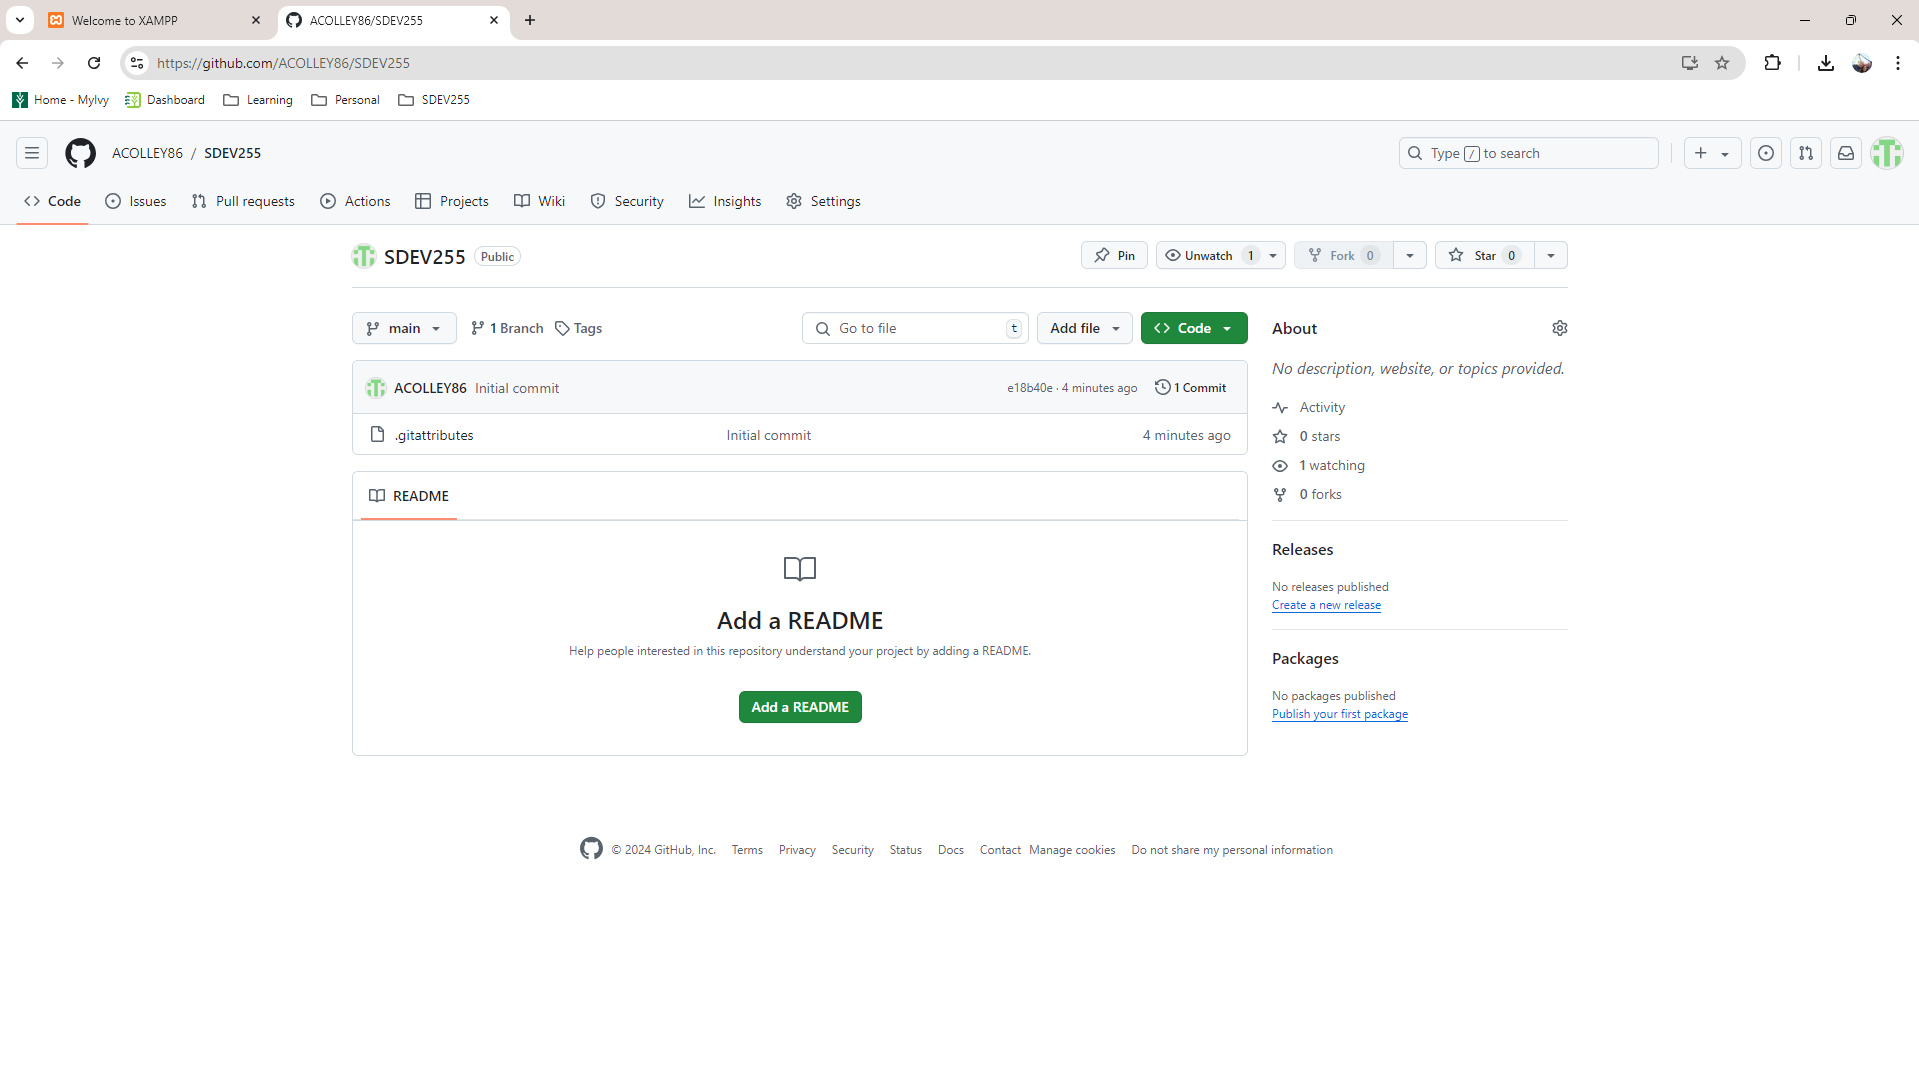 Welcome to XAMPP
ACOLLEY86/SDEV255
https://github.com/ACOLLEY86/SDEV255
Home - MyIvy Dashboard Learning Personal SDEV255
ACOLLEY86 / SDEV255
Type / to search
Code Issues Pull requests Actions Projects Wiki Security Insights Settings
SDEV255 Public
Pin Unwatch 1 Fork 0 Star 0
main 1 Branch Tags Go to file t Add file Code
ACOLLEY86 Initial commit e18b40e · 4 minutes ago 1 Commit
.gitattributes Initial commit 4 minutes ago
README
Add a README
Help people interested in this repository understand your project by adding a README.
Add a README
About
No description, website, or topics provided.
Activity
0 stars
1 watching
0 forks
Releases
No releases published
Create a new release
Packages
No packages published
Publish your first package
© 2024 GitHub, Inc. Terms Privacy Security Status Docs Contact Manage cookies Do not share my personal information